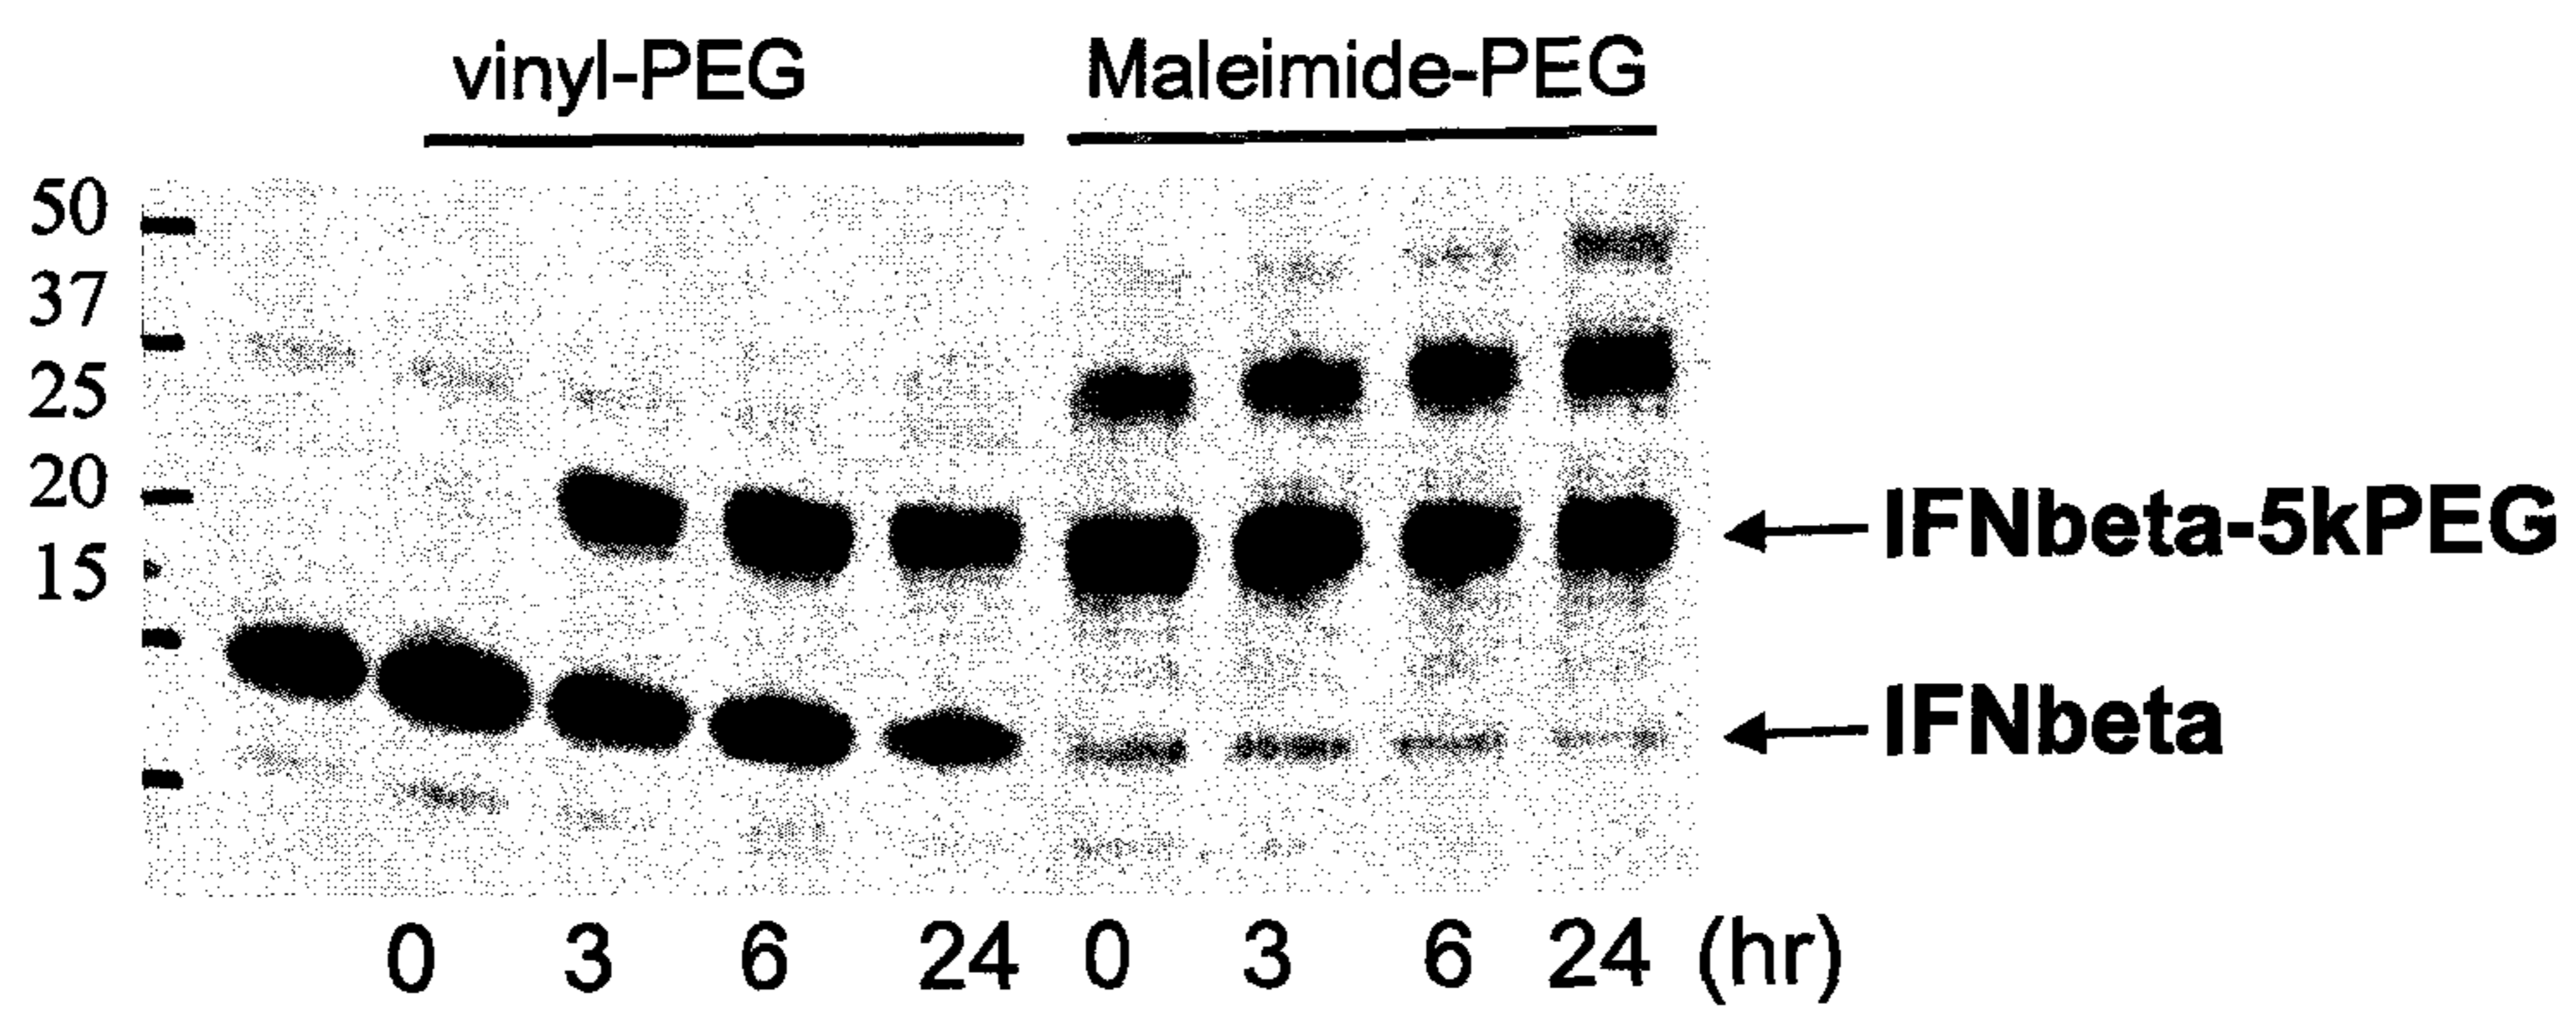 vinyl-PEG Maleimide-PEG
50
37
25
20
15
IFNbeta-5kPEG
IFNbeta
0 3 6 24 0 3 6 24 (hr)